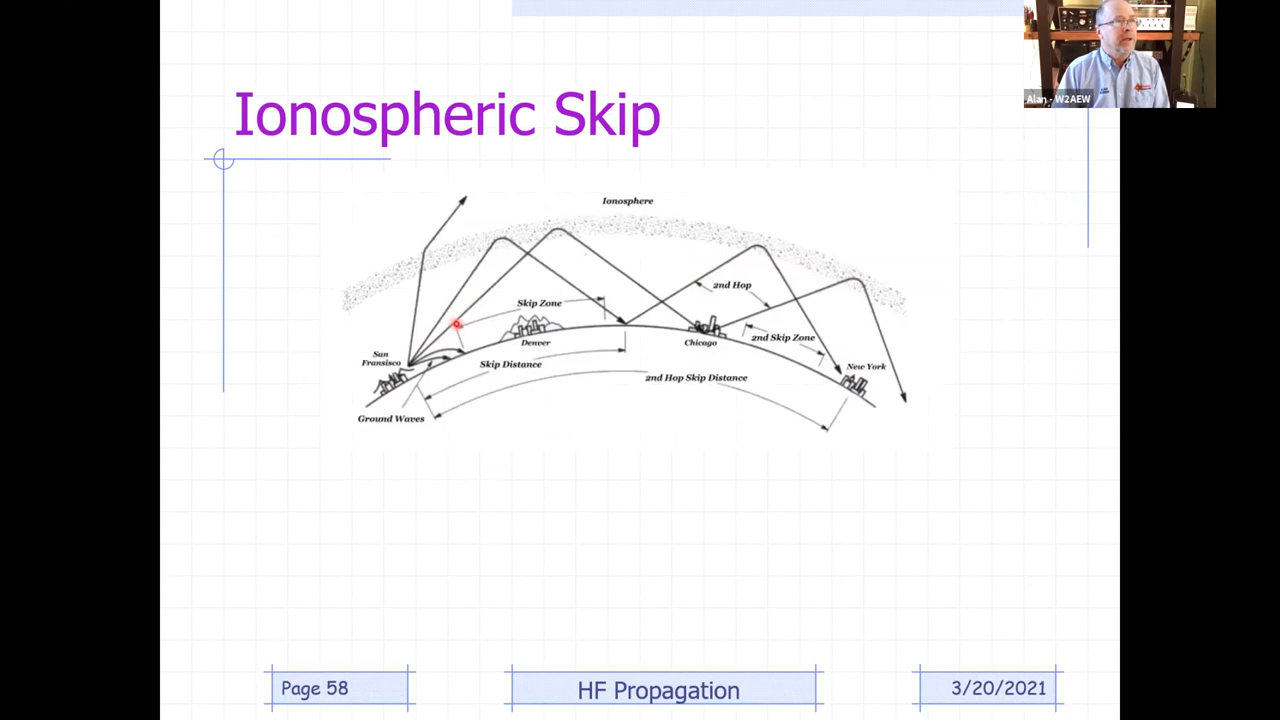 Alan - W2AEW
Ionospheric Skip
Ionosphere
2nd Hop
Skip Zone
2nd Skip Zone
Denver
Chicago
San
Fransisco
New York
Skip Distance
2nd Hop Skip Distance
Ground Waves
Page 58
HF Propagation
3/20/2021